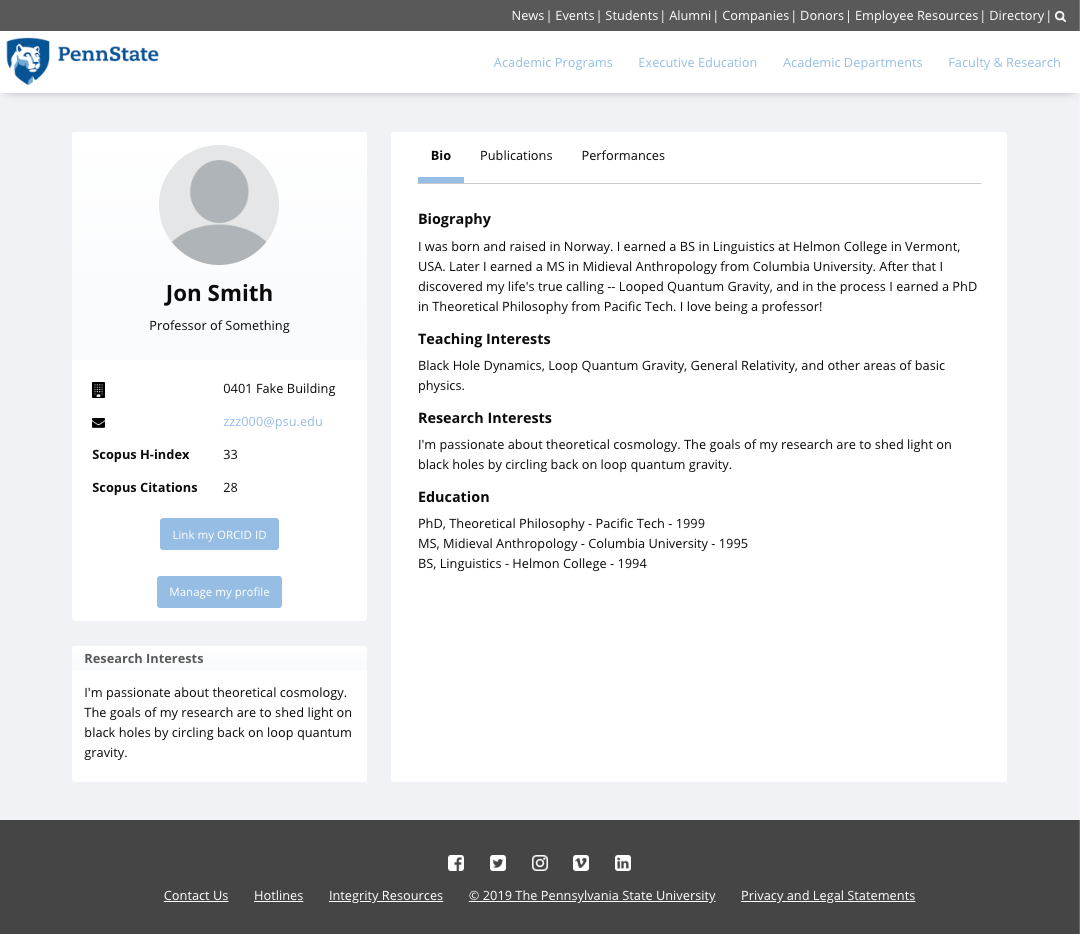 News | Events | Students | Alumni | Companies | Donors | Employee Resources | Directory |
PennState
Academic Programs Executive Education Academic Departments Faculty & Research
Jon Smith
Professor of Something
0401 Fake Building
zzz000@psu.edu
Scopus H-index 33
Scopus Citations 28
Link my ORCID ID
Manage my profile
Research Interests
I'm passionate about theoretical cosmology.
The goals of my research are to shed light on
black holes by circling back on loop quantum
gravity.
Bio Publications Performances
Biography
I was born and raised in Norway. I earned a BS in Linguistics at Helmon College in Vermont,
USA. Later I earned a MS in Midieval Anthropology from Columbia University. After that I
discovered my life's true calling -- Looped Quantum Gravity, and in the process I earned a PhD
in Theoretical Philosophy from Pacific Tech. I love being a professor!
Teaching Interests
Black Hole Dynamics, Loop Quantum Gravity, General Relativity, and other areas of basic
physics.
Research Interests
I'm passionate about theoretical cosmology. The goals of my research are to shed light on
black holes by circling back on loop quantum gravity.
Education
PhD, Theoretical Philosophy - Pacific Tech - 1999
MS, Midieval Anthropology - Columbia University - 1995
BS, Linguistics - Helmon College - 1994
Contact Us Hotlines Integrity Resources © 2019 The Pennsylvania State University Privacy and Legal Statements